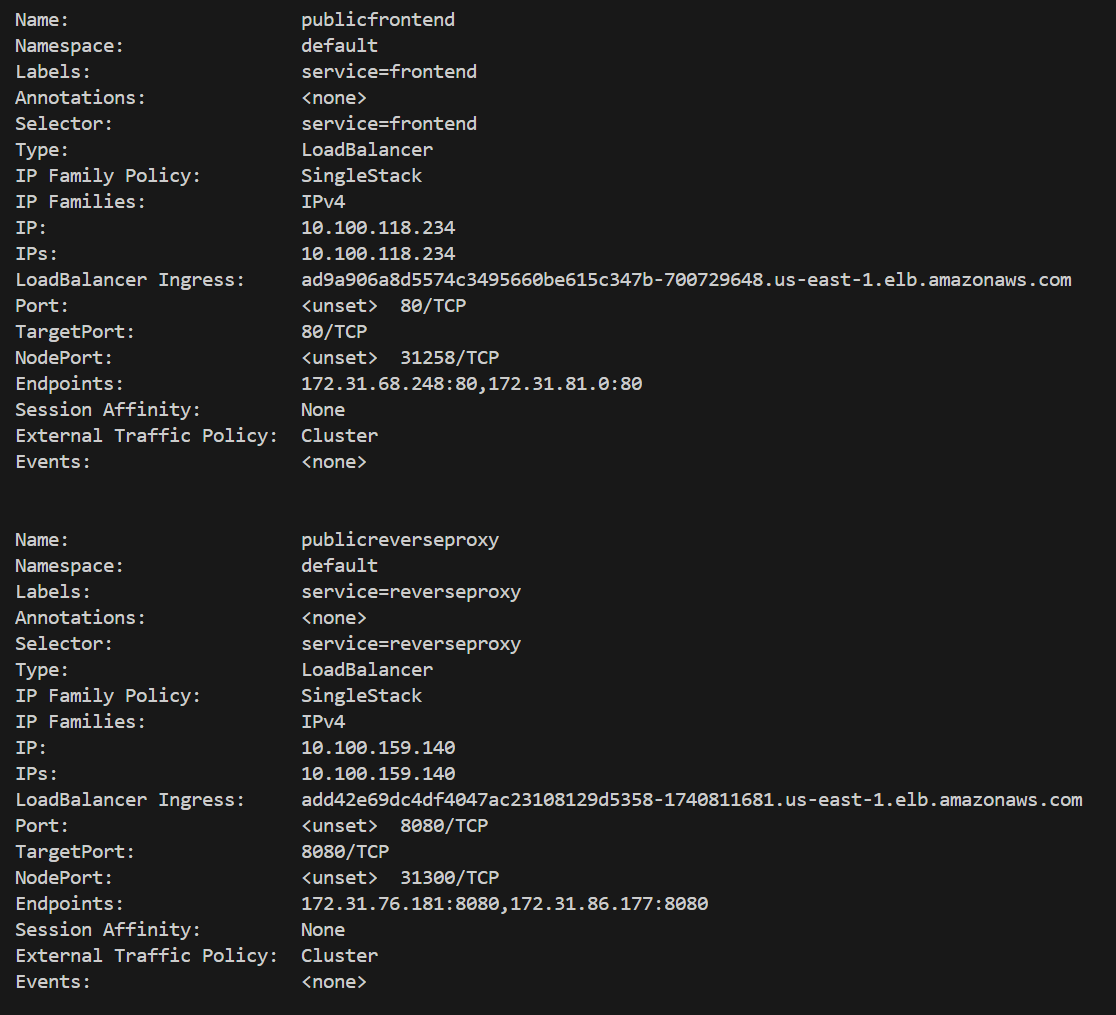 Name:                     publicfrontend
Namespace:                default
Labels:                   service=frontend
Annotations:              <none>
Selector:                 service=frontend
Type:                     LoadBalancer
IP Family Policy:         SingleStack
IP Families:              IPv4
IP:                       10.100.118.234
IPs:                      10.100.118.234
LoadBalancer Ingress:     ad9a906a8d5574c3495660be615c347b-700729648.us-east-1.elb.amazonaws.com
Port:                     <unset>  80/TCP
TargetPort:               80/TCP
NodePort:                 <unset>  31258/TCP
Endpoints:                172.31.68.248:80,172.31.81.0:80
Session Affinity:         None
External Traffic Policy:  Cluster
Events:                   <none>
Name:                     publicreverseproxy
Namespace:                default
Labels:                   service=reverseproxy
Annotations:              <none>
Selector:                 service=reverseproxy
Type:                     LoadBalancer
IP Family Policy:         SingleStack
IP Families:              IPv4
IP:                       10.100.159.140
IPs:                      10.100.159.140
LoadBalancer Ingress:     add42e69dc4df4047ac23108129d5358-1740811681.us-east-1.elb.amazonaws.com
Port:                     <unset>  8080/TCP
TargetPort:               8080/TCP
NodePort:                 <unset>  31300/TCP
Endpoints:                172.31.76.181:8080,172.31.86.177:8080
Session Affinity:         None
External Traffic Policy:  Cluster
Events:                   <none>